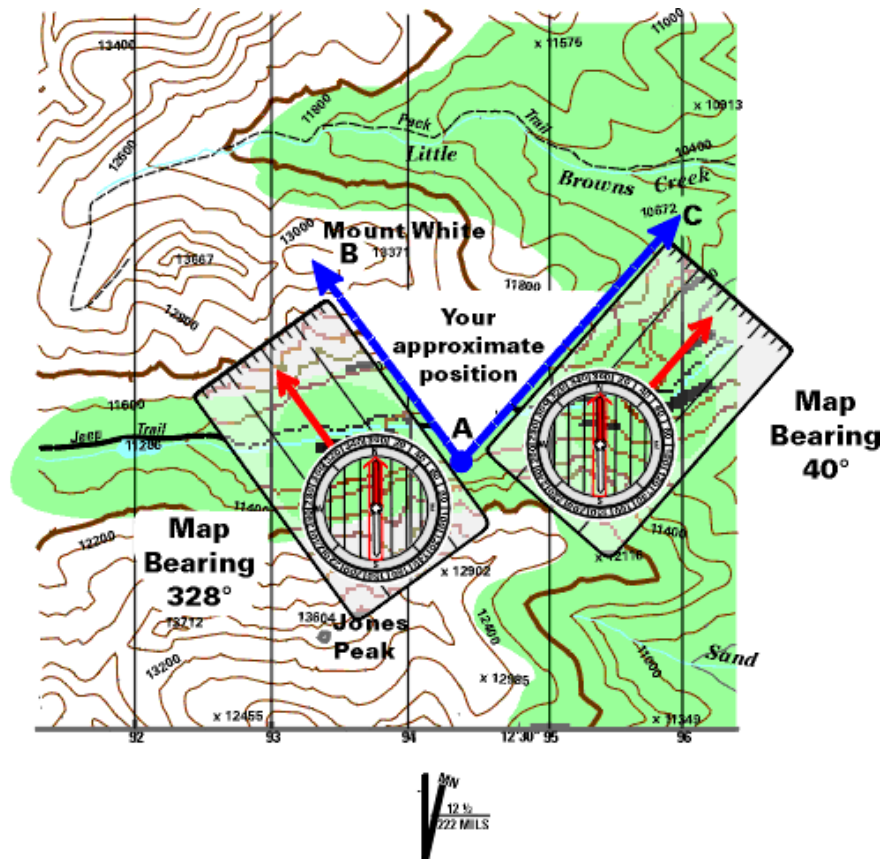 13400
x 11576
11000
x 10913
11800
Pack
Trail
10400
Little
Browns Creek
12600
10672
C
13000
Mount White
13371
B
13667
11800
12800
Your
approximate
position
11600
Jeep Trail
11286
A
Map
Bearing
40°
11400
11400
12200
Map
Bearing
328°
x 12902
x 12116
13712
13604
Jones
Peak
12400
13200
11000
Sand
x 12985
x 12455
x 11349
92
93
94
12'30"
95
96
MN
12 ½
222 MILS